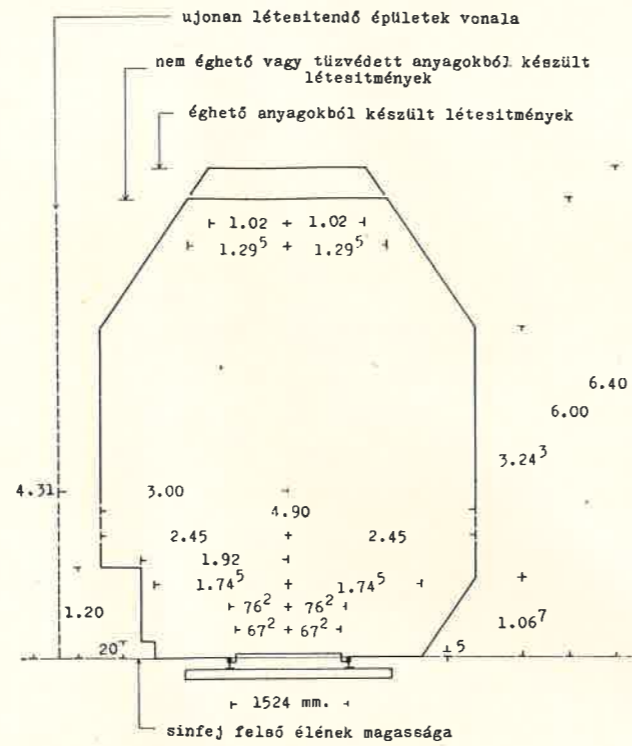 ujonan létesitendő épületek vonala
nem éghető vagy tüzvédett anyagokból készült
létesitmények
éghető anyagokból készült létesitmények
1.02 + 1.02
1.29⁵ + 1.29⁵
6.40
6.00
3.24³
4.31
3.00
4.90
2.45 + 2.45
1.92
1.74⁵ + 1.74⁵
1.20
76² + 76²
1.06⁷
67² + 67²
20
5
1524 mm.
sinfej felső élének magassága